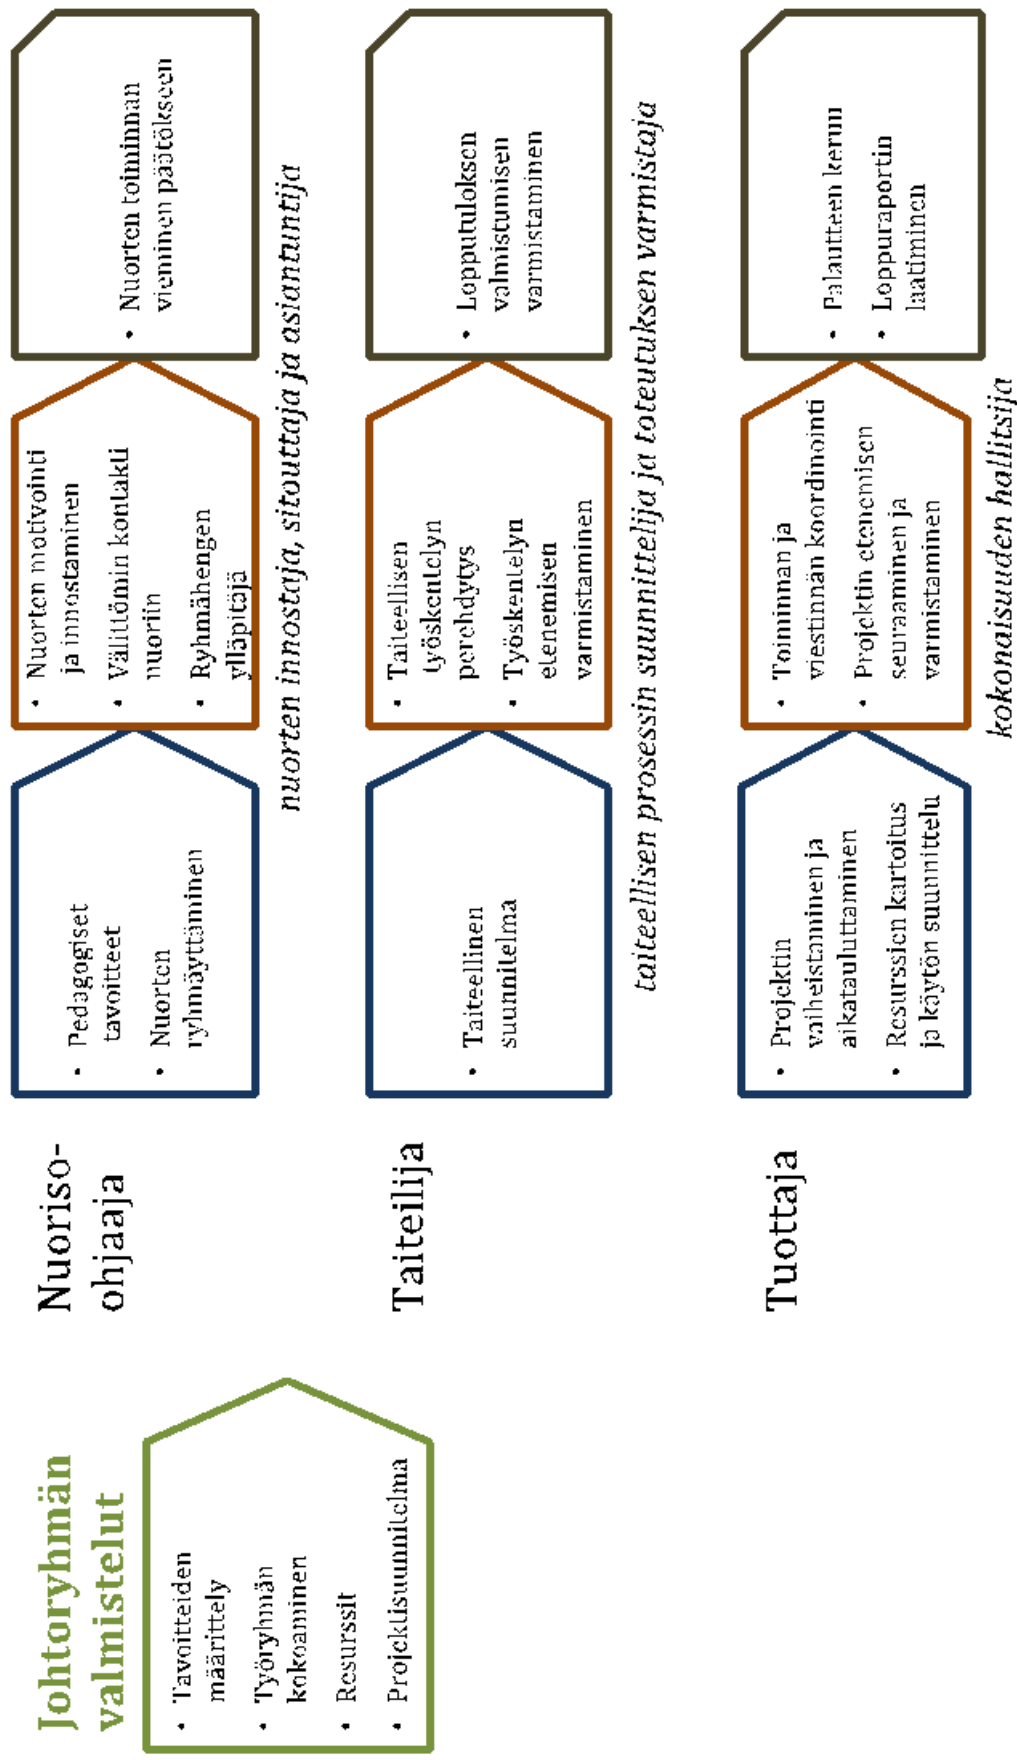 Johtoryhmän
valmistelut
• Tavoitteiden
määrittely
• Työryhmän
kokoaminen
• Resurssit
• Projektisuunnitelma
Nuoriso-
ohjaaja
• Pedagogiset
tavoitteet
• Nuorten
ryhmäyttäminen
• Nuorten motivointi
ja innostaminen
• Välittömin kontakti
nuoriin
• Ryhmähengen
ylläpitäjä
• Nuorten toiminnan
vieminen päätökseen
nuorten innostaja, sitouttaja ja asiantuntija
Taiteilija
• Taiteellinen
suunnitelma
• Taiteellisen
työskentelyn
perehdytys
• Työskentelyn
etenemisen
varmistaminen
• Lopputuloksen
valmistumisen
varmistaminen
taiteellisen prosessin suunnittelija ja toteutuksen varmistaja
Tuottaja
• Projektin
vaiheistaminen ja
aikatauluttaminen
• Resurssien kartoitus
ja käytön suunnittelu
• Toiminnan ja
viestinnän koordinointi
• Projektin etenemisen
seuraaminen ja
varmistaminen
• Palautteen keruu
• Loppuraportin
laatiminen
kokonaisuuden hallitsija